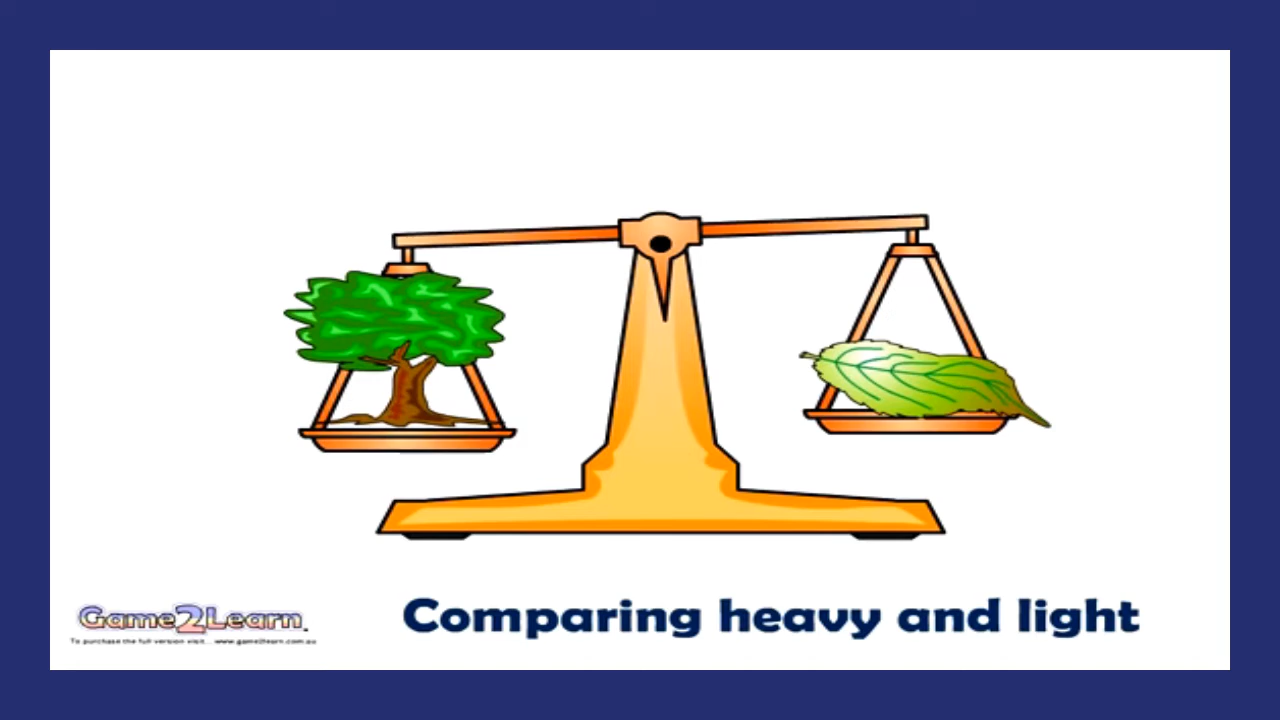 Game2Learn.
To purchase the full version visit... www.game2learn.com.au
Comparing heavy and light